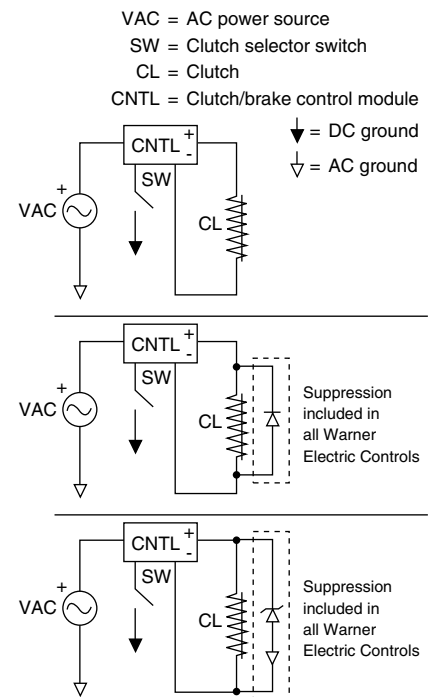 VAC = AC power source
SW = Clutch selector switch
CL = Clutch
CNTL = Clutch/brake control module
= DC ground
= AC ground
CNTL + -
SW
+
VAC
CL
CNTL + -
SW
+
VAC
CL
Suppression
included in
all Warner
Electric Controls
CNTL + -
SW
+
VAC
CL
Suppression
included in
all Warner
Electric Controls